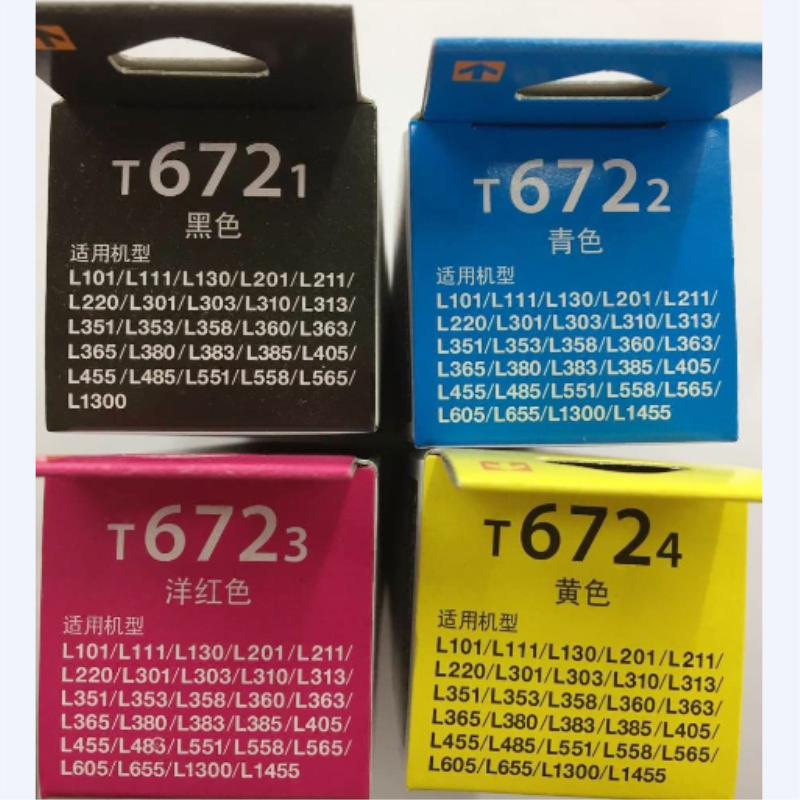 T6721
黑色
适用机型
L101/L111/L130/L201/L211/
L220/L301/L303/L310/L313/
L351/L353/L358/L360/L363/
L365/L380/L383/L385/L405/
L455/L485/L551/L558/L565/
L1300
T6722
青色
适用机型
L101/L111/L130/L201/L211/
L220/L301/L303/L310/L313/
L351/L353/L358/L360/L363/
L365/L380/L383/L385/L405/
L455/L485/L551/L558/L565/
L605/L655/L1300/L1455
T6723
洋红色
适用机型
L101/L111/L130/L201/L211/
L220/L301/L303/L310/L313/
L351/L353/L358/L360/L363/
L365/L380/L383/L385/L405/
L455/L485/L551/L558/L565/
L605/L655/L1300/L1455
T6724
黄色
适用机型
L101/L111/L130/L201/L211/
L220/L301/L303/L310/L313/
L351/L353/L358/L360/L363/
L365/L380/L383/L385/L405/
L455/L485/L551/L558/L565/
L605/L655/L1300/L1455